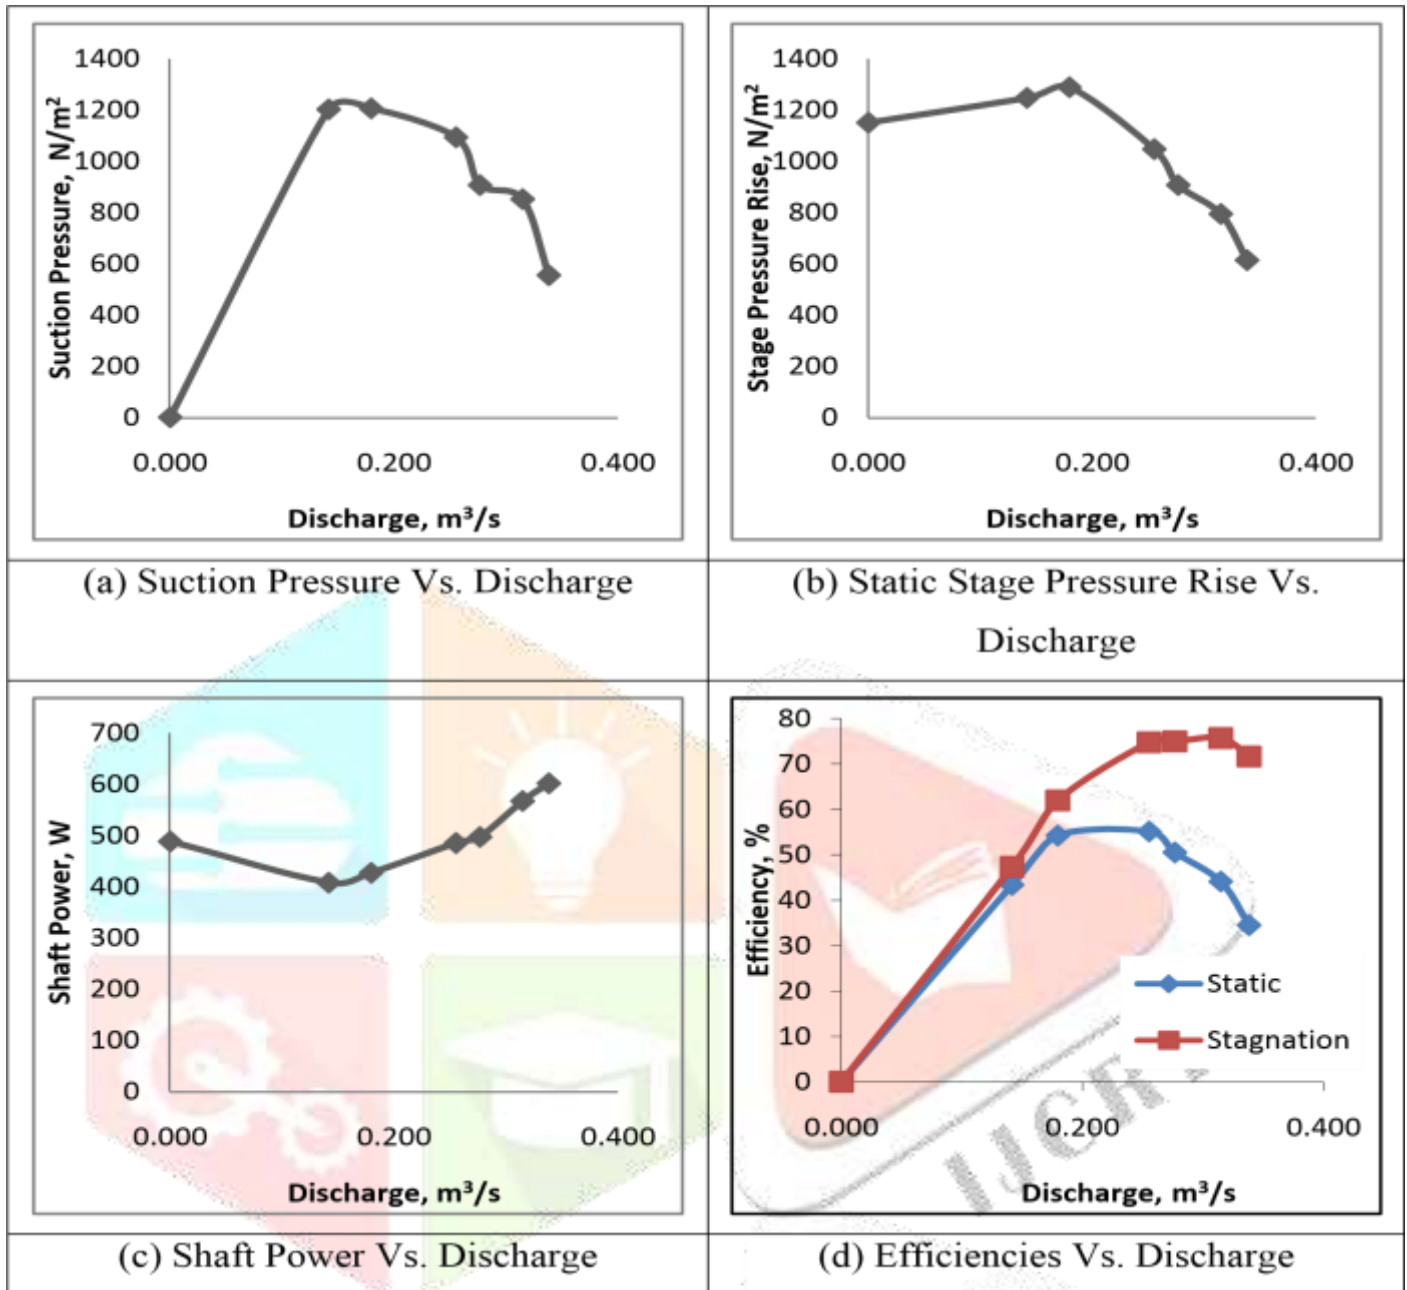 1400
1200
1000
800
600
400
200
0
Suction Pressure, N/m²
0.000 0.200 0.400
Discharge, m³/s
(a) Suction Pressure Vs. Discharge
1400
1200
1000
800
600
400
200
0
Stage Pressure Rise, N/m²
0.000 0.200 0.400
Discharge, m³/s
(b) Static Stage Pressure Rise Vs.
Discharge
700
600
500
400
300
200
100
0
Shaft Power, W
0.000 0.200 0.400
Discharge, m³/s
(c) Shaft Power Vs. Discharge
80
70
60
50
40
30
20
10
0
Efficiency, %
Static
Stagnation
0.000 0.200 0.400
Discharge, m³/s
(d) Efficiencies Vs. Discharge